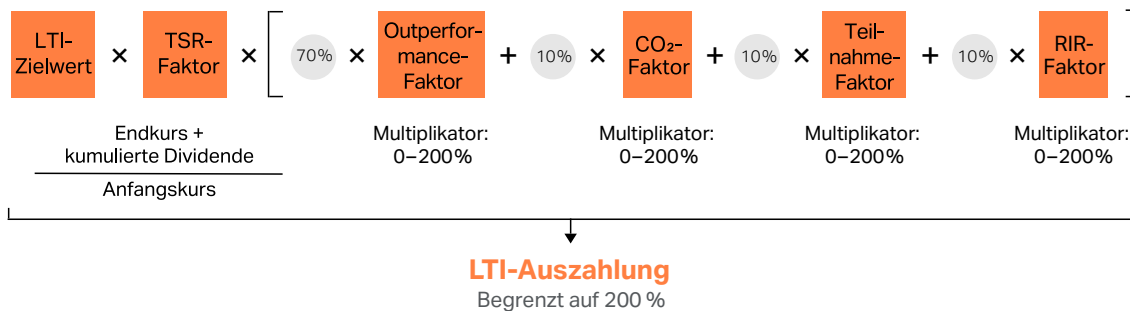 LTI-
Zielwert
×
TSR-
Faktor
×
70%
×
Outperfor-
mance-
Faktor
+
10%
×
CO₂-
Faktor
+
10%
×
Teil-
nahme-
Faktor
+
10%
×
RIR-
Faktor
Endkurs +
kumulierte Dividende
Anfangskurs
Multiplikator:
0–200%
Multiplikator:
0–200%
Multiplikator:
0–200%
Multiplikator:
0–200%
LTI-Auszahlung
Begrenzt auf 200 %